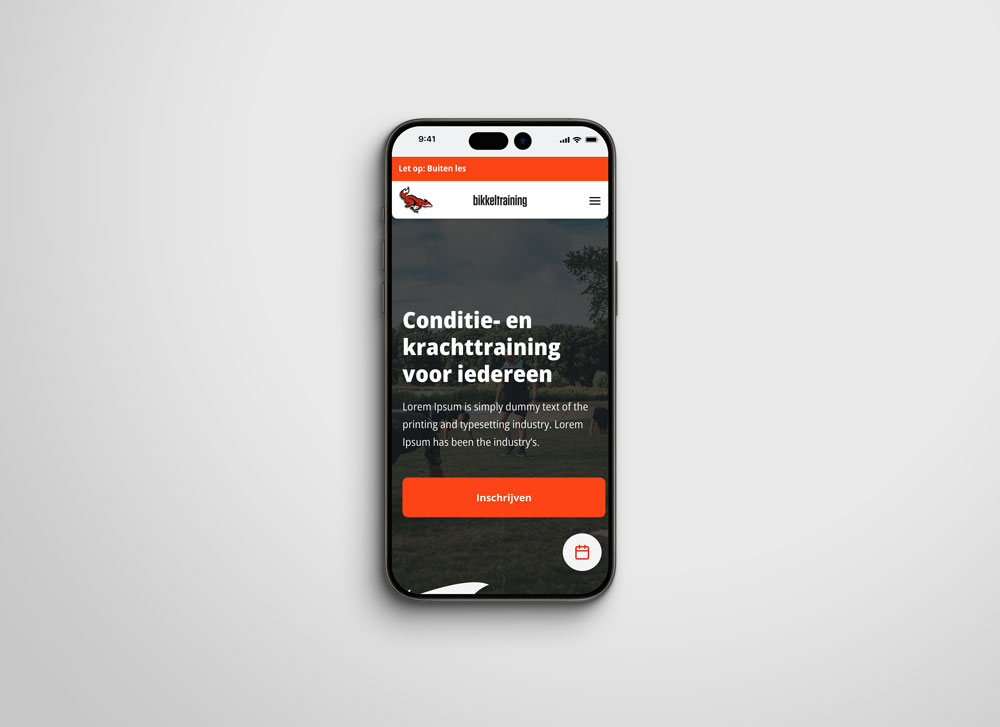 9:41
Let op: Buiten les
bikkeltraining
Conditie- en
krachttraining
voor iedereen
Lorem Ipsum is simply dummy text of the
printing and typesetting industry. Lorem
Ipsum has been the industry's.
Inschrijven